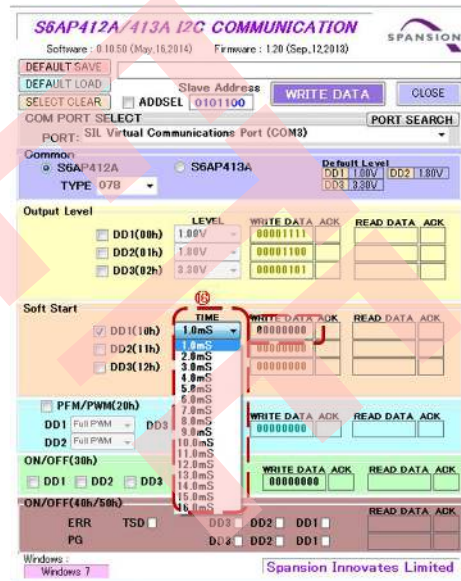 S6AP412A/413A I2C COMMUNICATION
SPANSION
Software : 0.10.50 (May.16,2014) Firmware : 1.20 (Sep.,12,2013)
DEFAULT SAVE
DEFAULT LOAD
Slave Address
SELECT CLEAR
ADDSEL 0101100
WRITE DATA
CLOSE
COM PORT SELECT
PORT SEARCH
PORT: SIL Virtual Communications Port (COM3)
Common
S6AP412A S6AP413A
Default Level
DD1 1.00V DD2 1.80V
TYPE 078
DD3 3.30V
Output Level
LEVEL WRITE DATA ACK READ DATA ACK
DD1(00h) 1.00V 00001111
DD2(01h) 1.80V 00001100
DD3(02h) 3.30V 00000101
Soft Start
TIME WRITE DATA ACK READ DATA ACK
DD1(10h) 1.0mS 00000000
DD2(11h) 00000000
DD3(12h) 00000000
1.0mS
2.0mS
3.0mS
4.0mS
5.0mS
6.0mS
7.0mS
8.0mS
9.0mS
10.0mS
11.0mS
12.0mS
13.0mS
14.0mS
15.0mS
16.0mS
PFM/PWM(20h)
WRITE DATA ACK READ DATA ACK
DD1 Full PWM DD3
00000000
DD2 Full PWM
ON/OFF(30h)
WRITE DATA ACK READ DATA ACK
DD1 DD2 DD3
00000000
ON/OFF(40h/50h)
READ DATA ACK
ERR TSD DD3 DD2 DD1
PG DD3 DD2 DD1
Windows :
Windows 7
Spansion Innovates Limited